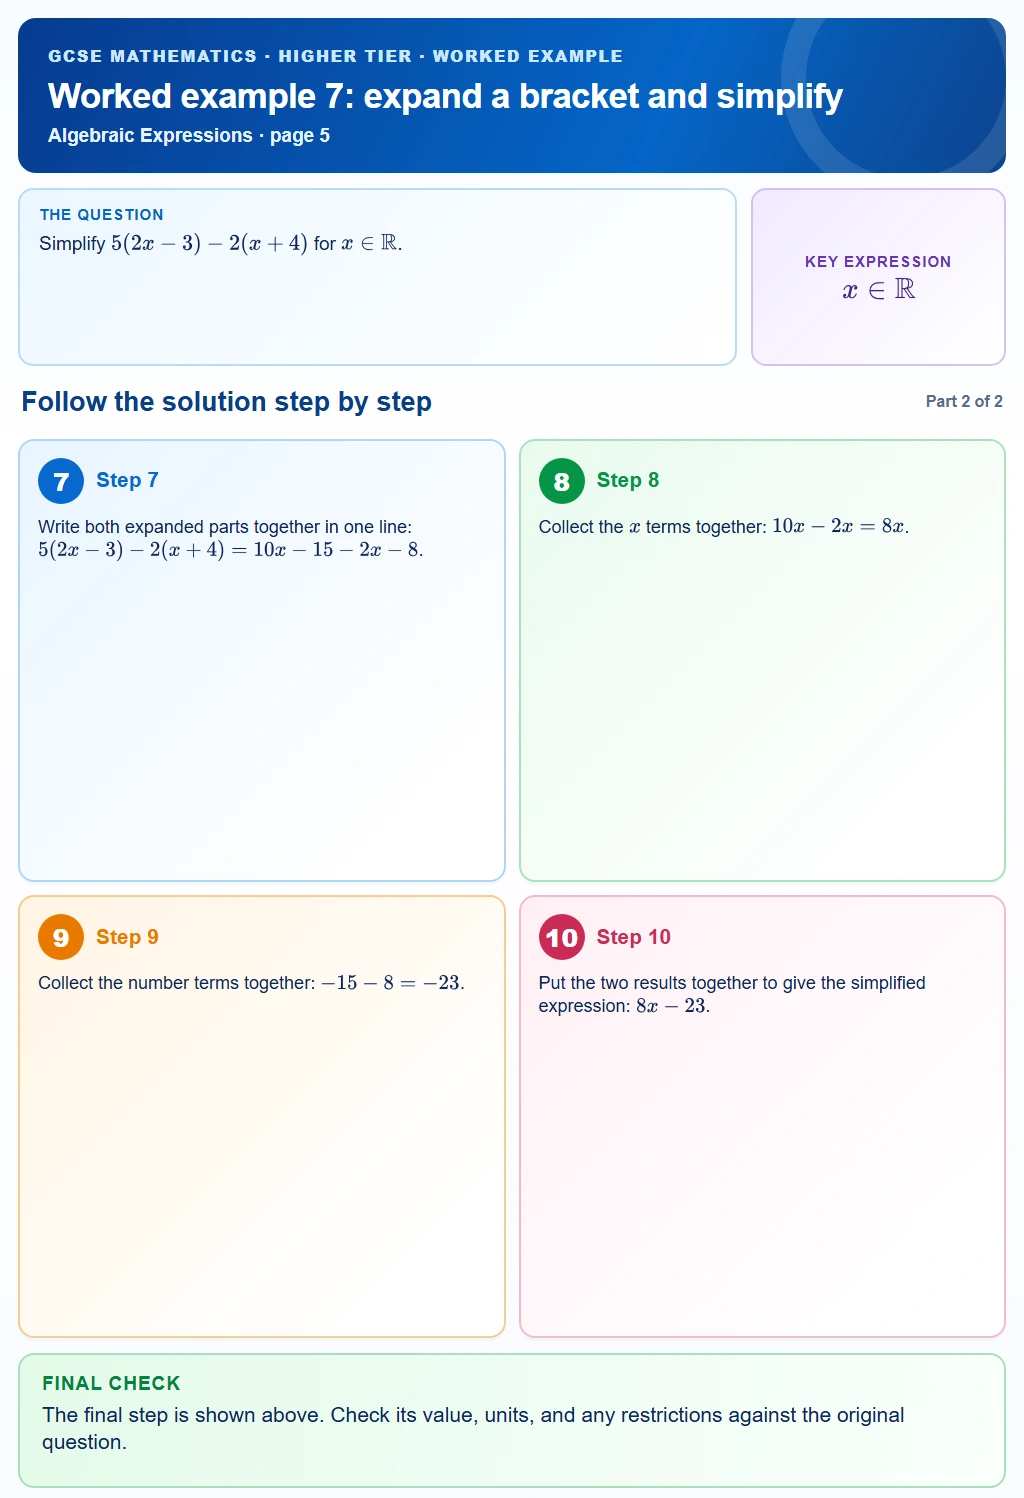 GCSE MATHEMATICS · HIGHER TIER · WORKED EXAMPLE
Worked example 7: expand a bracket and simplify
Algebraic Expressions · page 5
THE QUESTION
Simplify 5(2x − 3) − 2(x + 4) for x ∈ ℝ.
KEY EXPRESSION
x ∈ ℝ
Follow the solution step by step
Part 2 of 2
7 Step 7
Write both expanded parts together in one line:
5(2x − 3) − 2(x + 4) = 10x − 15 − 2x − 8.
8 Step 8
Collect the x terms together: 10x − 2x = 8x.
9 Step 9
Collect the number terms together: −15 − 8 = −23.
10 Step 10
Put the two results together to give the simplified
expression: 8x − 23.
FINAL CHECK
The final step is shown above. Check its value, units, and any restrictions against the original
question.